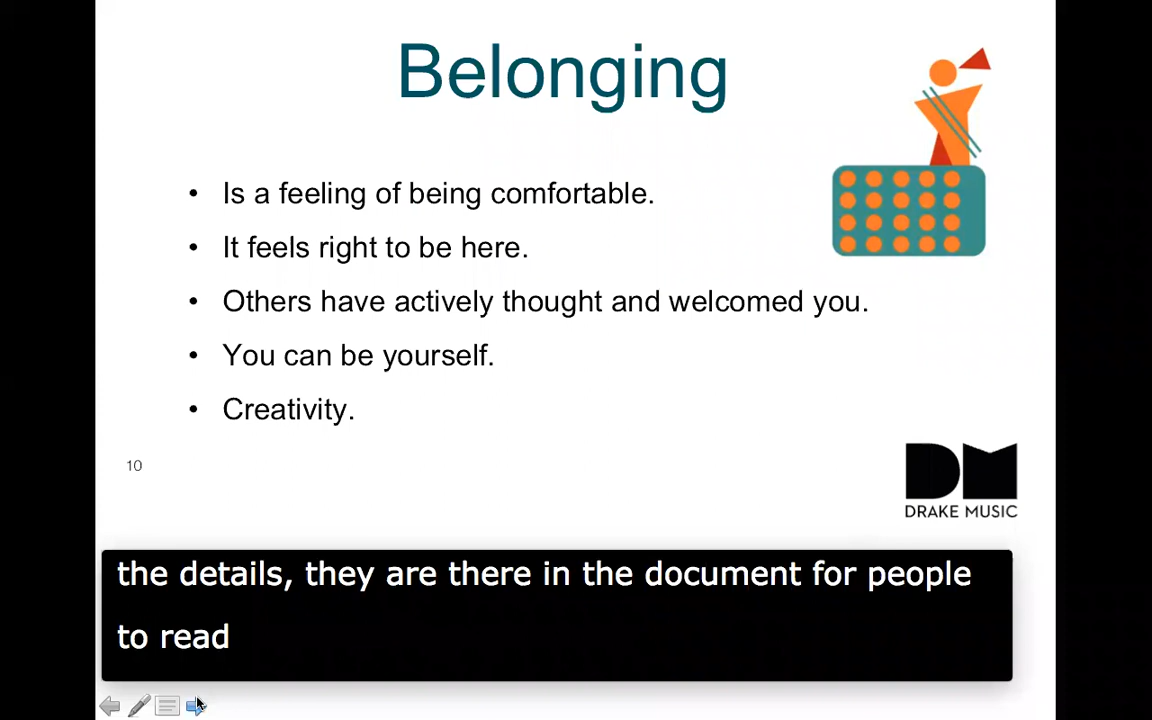 Belonging
• Is a feeling of being comfortable.
• It feels right to be here.
• Others have actively thought and welcomed you.
• You can be yourself.
• Creativity.
10
DM
DRAKE MUSIC
the details, they are there in the document for people
to read